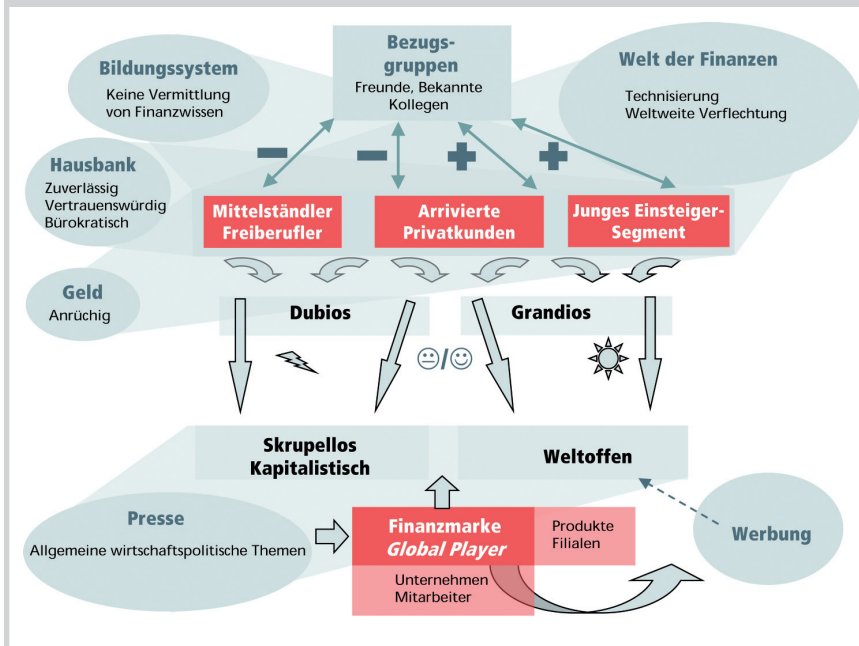 Bildungssystem
Keine Vermittlung
von Finanzwissen
Bezugs-
gruppen
Freunde, Bekannte
Kollegen
Welt der Finanzen
Technisierung
Weltweite Verflechtung
Hausbank
Zuverlässig
Vertrauenswürdig
Bürokratisch
Mittelständler
Freiberufler
Arrivierte
Privatkunden
Junges Einsteiger-
Segment
Geld
Anrüchig
Dubios
Grandios
/
Skrupellos
Kapitalistisch
Weltoffen
Presse
Allgemeine wirtschaftspolitische Themen
Finanzmarke
Global Player
Produkte
Filialen
Unternehmen
Mitarbeiter
Werbung